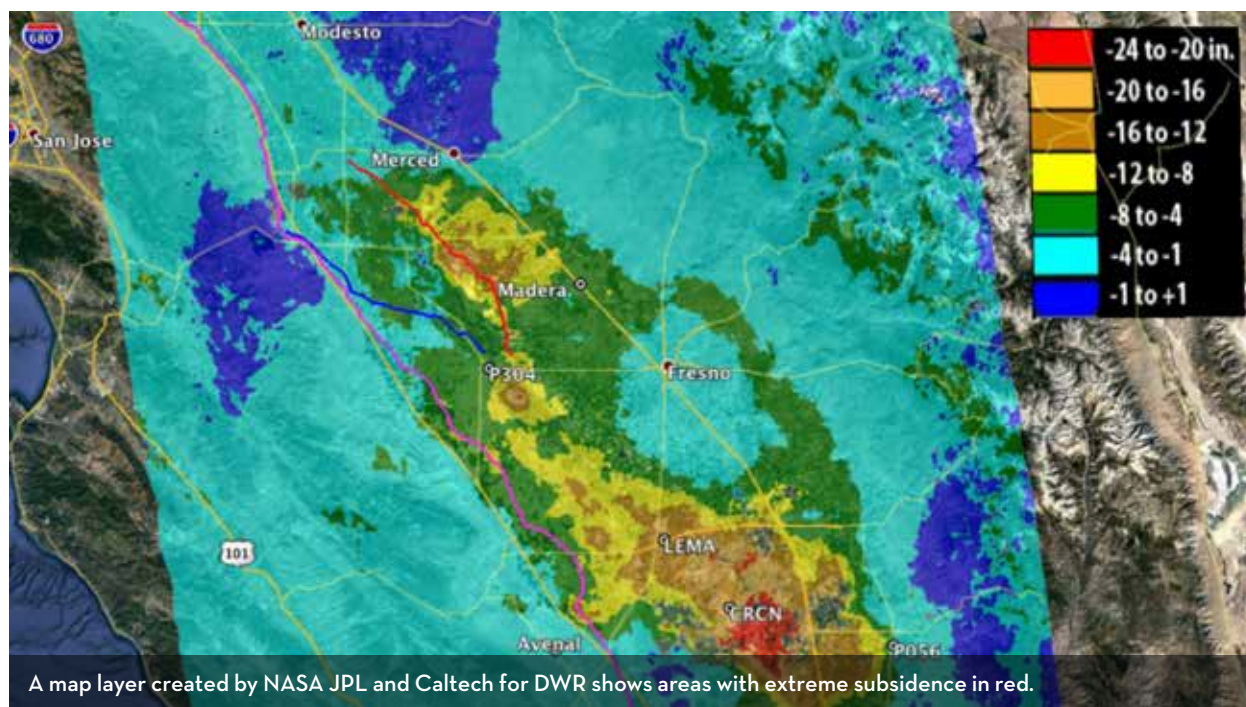 680
Modesto
San Jose
Merced
Madera
P304
Fresno
101
LEMA
CRCN
Avenal
P056
-24 to -20 in.
-20 to -16
-16 to -12
-12 to -8
-8 to -4
-4 to -1
-1 to +1
A map layer created by NASA JPL and Caltech for DWR shows areas with extreme subsidence in red.